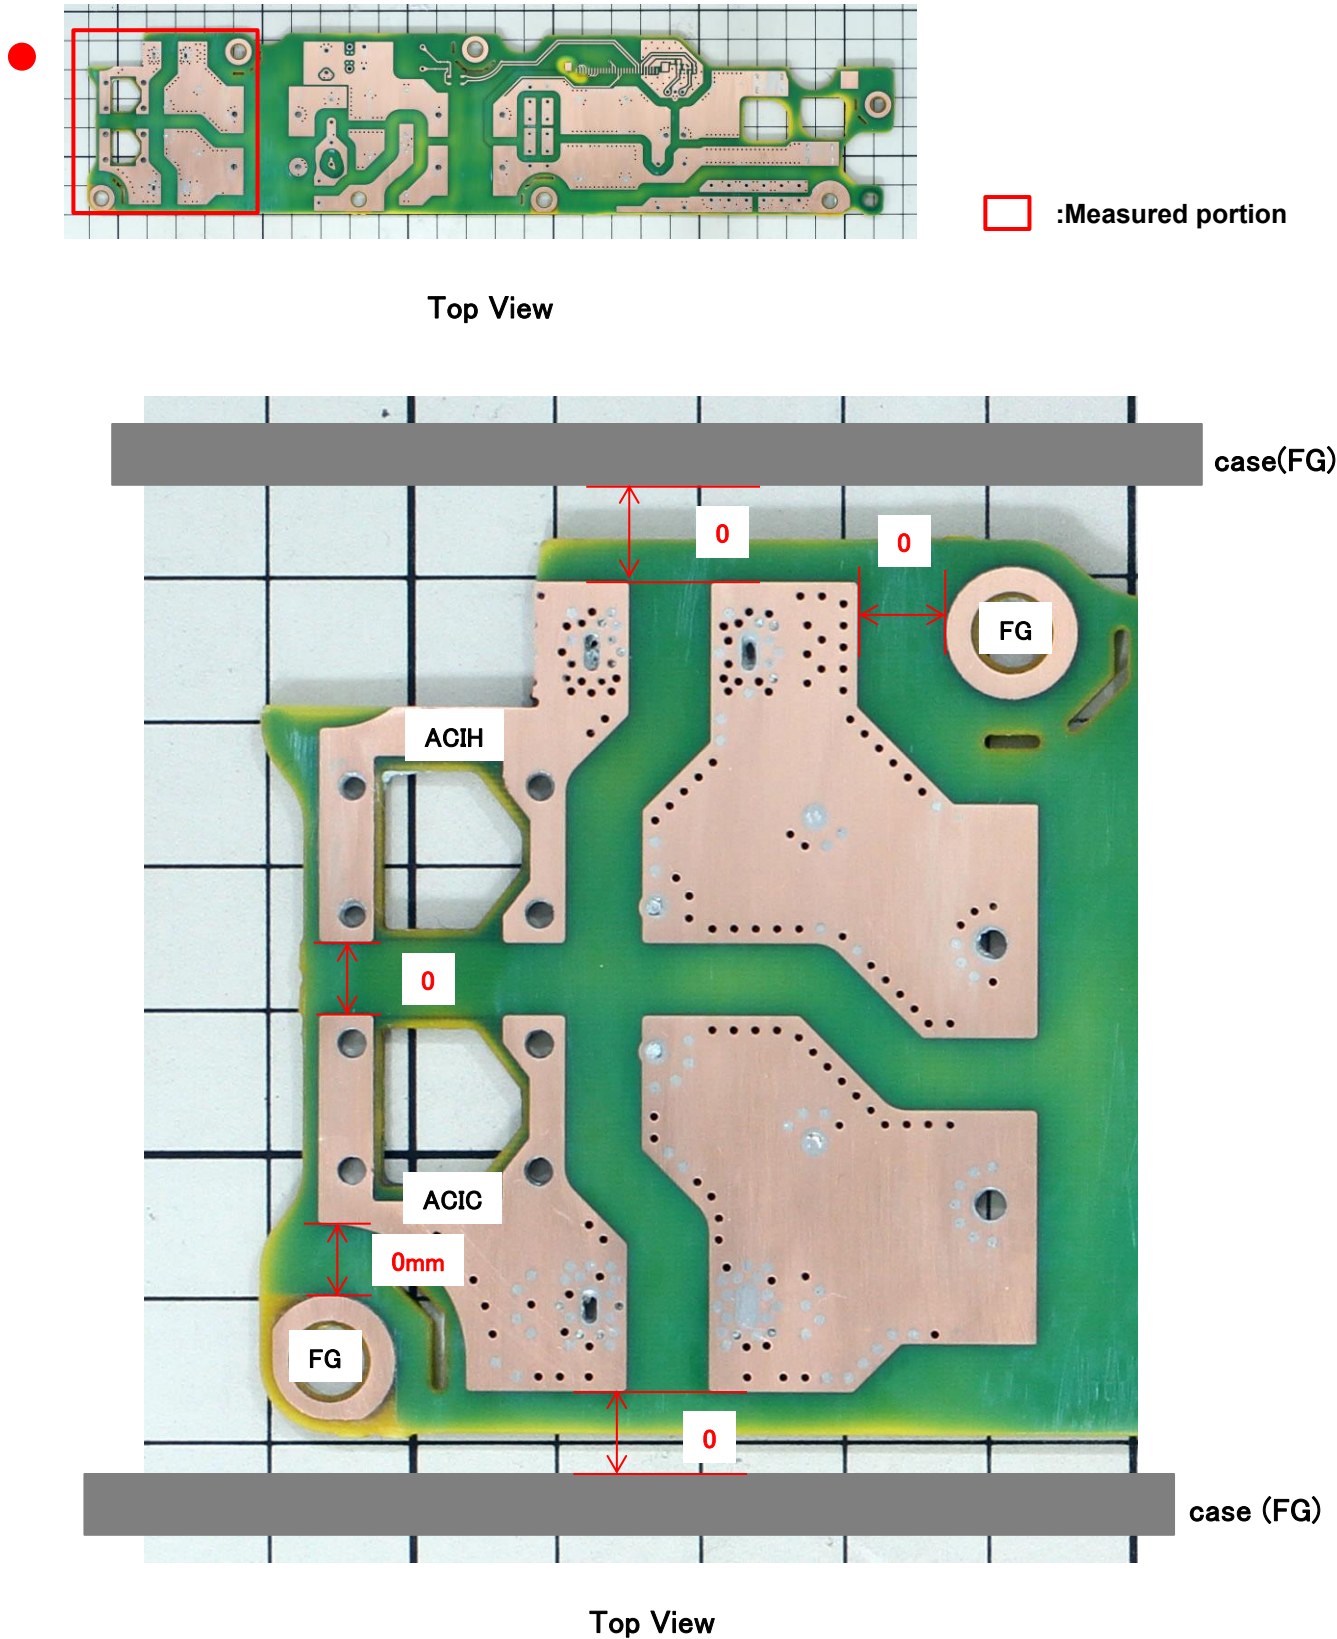 :Measured portion
Top View
case(FG)
0
0
FG
ACIH
0
ACIC
0mm
FG
0
case (FG)
Top View